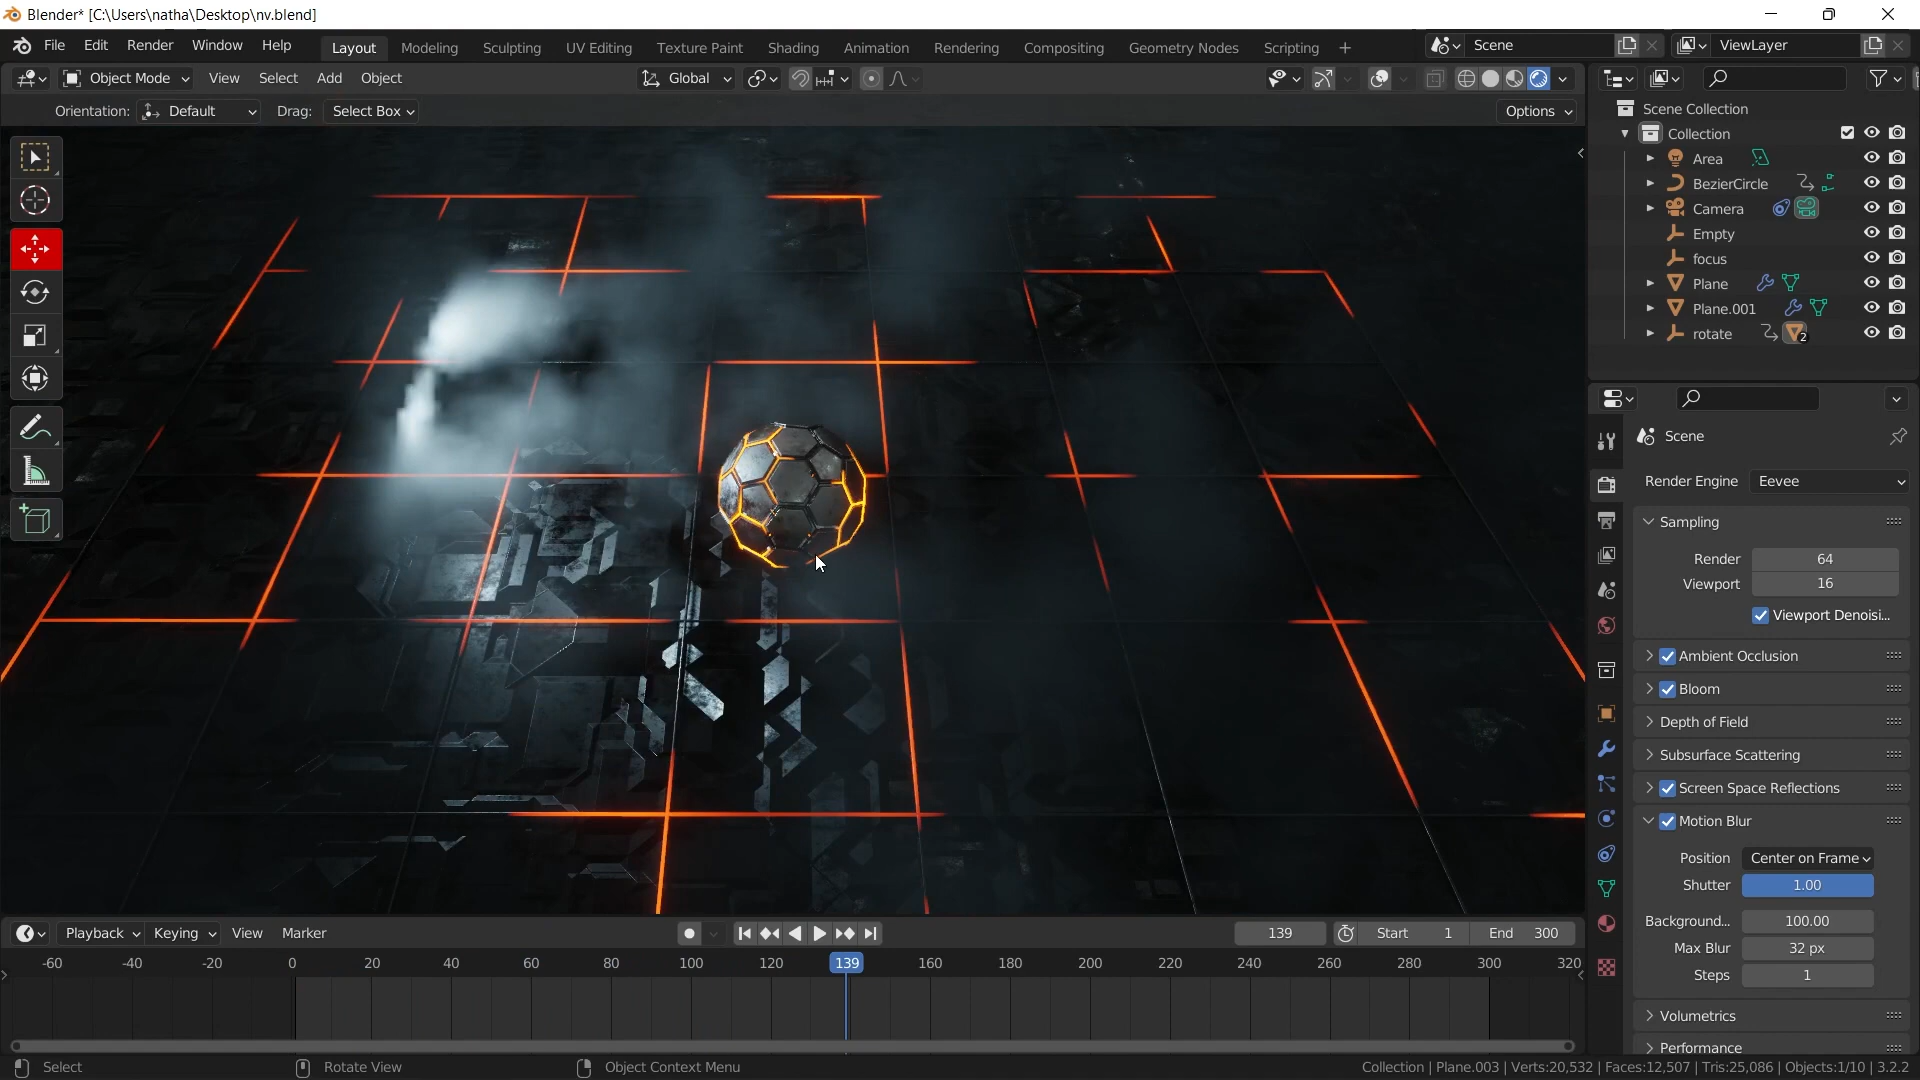 Blender* [C:\Users\natha\Desktop\nv.blend]
File Edit Render Window Help Layout Modeling Sculpting UV Editing Texture Paint Shading Animation Rendering Compositing Geometry Nodes Scripting + Scene ViewLayer
Object Mode View Select Add Object Global
Orientation: Default Drag: Select Box Options
Scene Collection
Collection
Area
BezierCircle
Camera
Empty
focus
Plane
Plane.001
rotate 2
Scene
Render Engine Eevee
Sampling
Render 64
Viewport 16
Viewport Denoisi...
Ambient Occlusion
Bloom
Depth of Field
Subsurface Scattering
Screen Space Reflections
Motion Blur
Position Center on Frame
Shutter 1.00
Background... 100.00
Max Blur 32 px
Steps 1
Volumetrics
Performance
Playback Keying View Marker 139 Start 1 End 300
-60 -40 -20 0 20 40 60 80 100 120 139 160 180 200 220 240 260 280 300 320
Select Rotate View Object Context Menu Collection | Plane.003 | Verts:20,532 | Faces:12,507 | Tris:25,086 | Objects:1/10 | 3.2.2